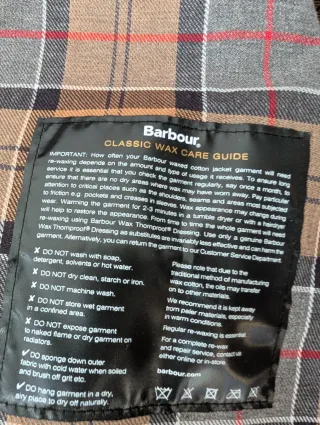 Barbour®
CLASSIC WAX CARE GUIDE
IMPORTANT: How often your Barbour waxed cotton jacket garment will need
re-waxing depends on the amount and type of usage it receives. To ensure long
service it is essential that you check the garment regularly, say once a month, to
ensure that there are no dry areas where wax may have worn away. Pay particular
attention to critical places such as the shoulders, seams and areas most subjected
to friction e.g. pockets and creases in sleeves. Wax appearance may change during
wear. Warming the garment for 2-3 minutes in a tumble dryer or with a hairdryer
will help to restore the appearance. From time to time the garment will need
re-waxing using Barbour Wax Thornproof Dressing. Use only a genuine Barbour
Wax Thornproof Dressing as substitutes are invariably less effective and can harm the
garment. Alternatively, you can return the garment to our Customer Service Department.
✘ DO NOT wash with soap,
detergent, solvents or hot water.
✘ DO NOT dry clean, starch or iron.
✘ DO NOT machine wash.
✘ DO NOT store wet garment
in a confined area.
✘ DO NOT expose garment
to naked flame or dry garment on
radiators.
✔ DO sponge down outer
fabric with cold water when soiled
and brush off grit etc.
✔ DO hang garment in a dry,
airy place to dry off naturally.
Please note that due to the
traditional method of manufacturing
wax cotton, the oils may transfer
on to other materials.
We recommend it is kept away
from paler materials, especially
in warm conditions.
Regular re-waxing is essential.
For a complete re-wax
and repair service, contact us
either online or in-store.
barbour.com